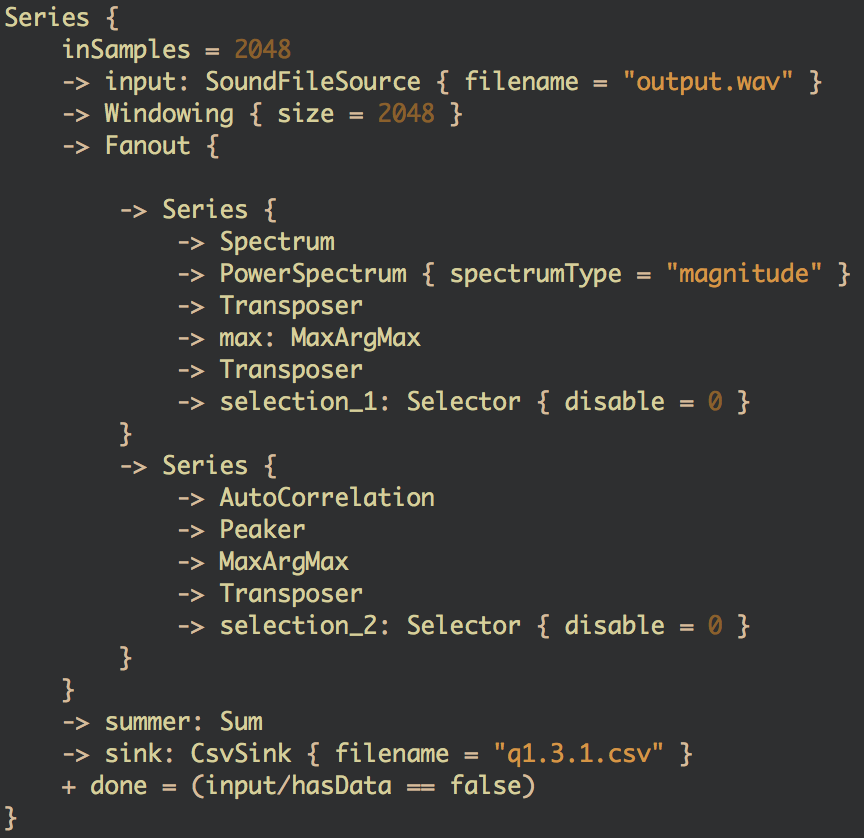 Series {
    inSamples = 2048
    -> input: SoundFileSource { filename = "output.wav" }
    -> Windowing { size = 2048 }
    -> Fanout {

        -> Series {
            -> Spectrum
            -> PowerSpectrum { spectrumType = "magnitude" }
            -> Transposer
            -> max: MaxArgMax
            -> Transposer
            -> selection_1: Selector { disable = 0 }
        }
        -> Series {
            -> AutoCorrelation
            -> Peaker
            -> MaxArgMax
            -> Transposer
            -> selection_2: Selector { disable = 0 }
        }
    }
    -> summer: Sum
    -> sink: CsvSink { filename = "q1.3.1.csv" }
    + done = (input/hasData == false)
}